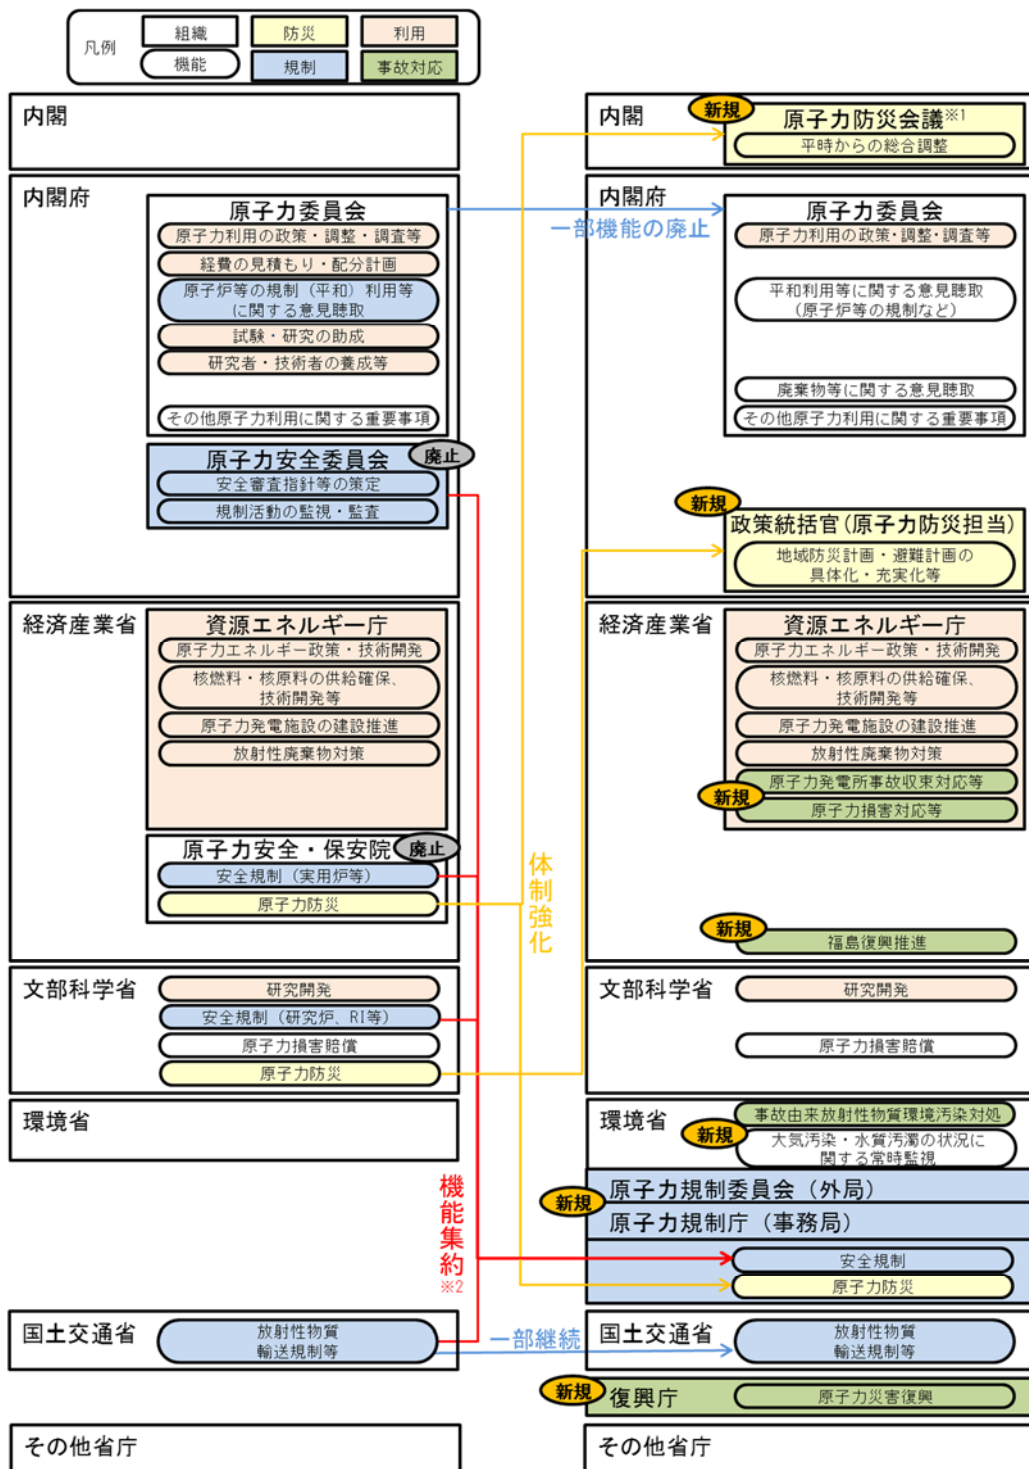 凡例
組織
防災
利用
機能
規制
事故対応
内閣
内閣府
原子力委員会
原子力利用の政策・調整・調査等
経費の見積もり・配分計画
原子炉等の規制（平和）利用等
に関する意見聴取
試験・研究の助成
研究者・技術者の養成等
その他原子力利用に関する重要事項
原子力安全委員会
廃止
安全審査指針等の策定
規制活動の監視・監査
経済産業省
資源エネルギー庁
原子力エネルギー政策・技術開発
核燃料・核原料の供給確保、
技術開発等
原子力発電施設の建設推進
放射性廃棄物対策
原子力安全・保安院
廃止
安全規制（実用炉等）
原子力防災
文部科学省
研究開発
安全規制（研究炉、RI等）
原子力損害賠償
原子力防災
環境省
国土交通省
放射性物質
輸送規制等
その他省庁
一部機能の廃止
体制強化
機能集約
※2
一部継続
内閣
新規
原子力防災会議※1
平時からの総合調整
内閣府
原子力委員会
原子力利用の政策・調整・調査等
平和利用等に関する意見聴取
（原子炉等の規制など）
廃棄物等に関する意見聴取
その他原子力利用に関する重要事項
新規
政策統括官（原子力防災担当）
地域防災計画・避難計画の
具体化・充実化等
経済産業省
資源エネルギー庁
原子力エネルギー政策・技術開発
核燃料・核原料の供給確保、
技術開発等
原子力発電施設の建設推進
放射性廃棄物対策
原子力発電所事故収束対応等
新規
原子力損害対応等
新規
福島復興推進
文部科学省
研究開発
原子力損害賠償
環境省
事故由来放射性物質環境汚染対処
新規
大気汚染・水質汚濁の状況に
関する常時監視
原子力規制委員会（外局）
新規
原子力規制庁（事務局）
安全規制
原子力防災
国土交通省
放射性物質
輸送規制等
新規
復興庁
原子力災害復興
その他省庁